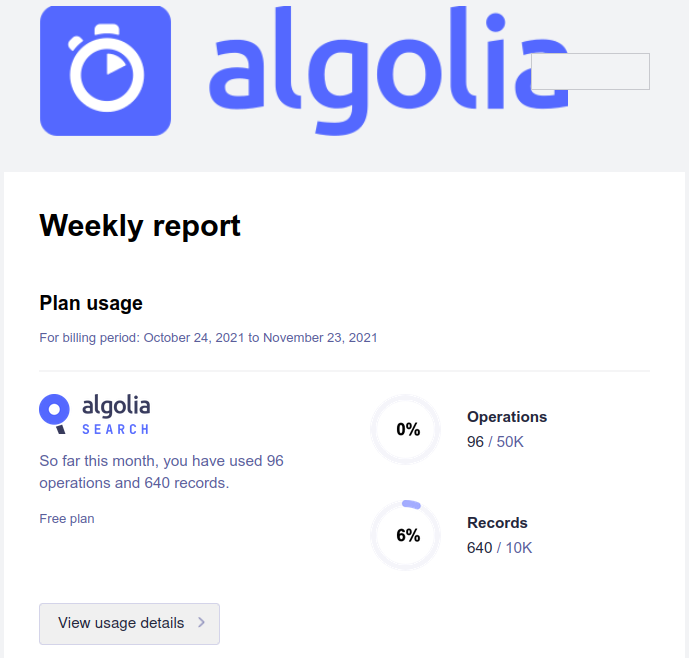 algolia
Weekly report
Plan usage
For billing period: October 24, 2021 to November 23, 2021
algolia
SEARCH
So far this month, you have used 96
operations and 640 records.
Free plan
0%
Operations
96 / 50K
6%
Records
640 / 10K
View usage details